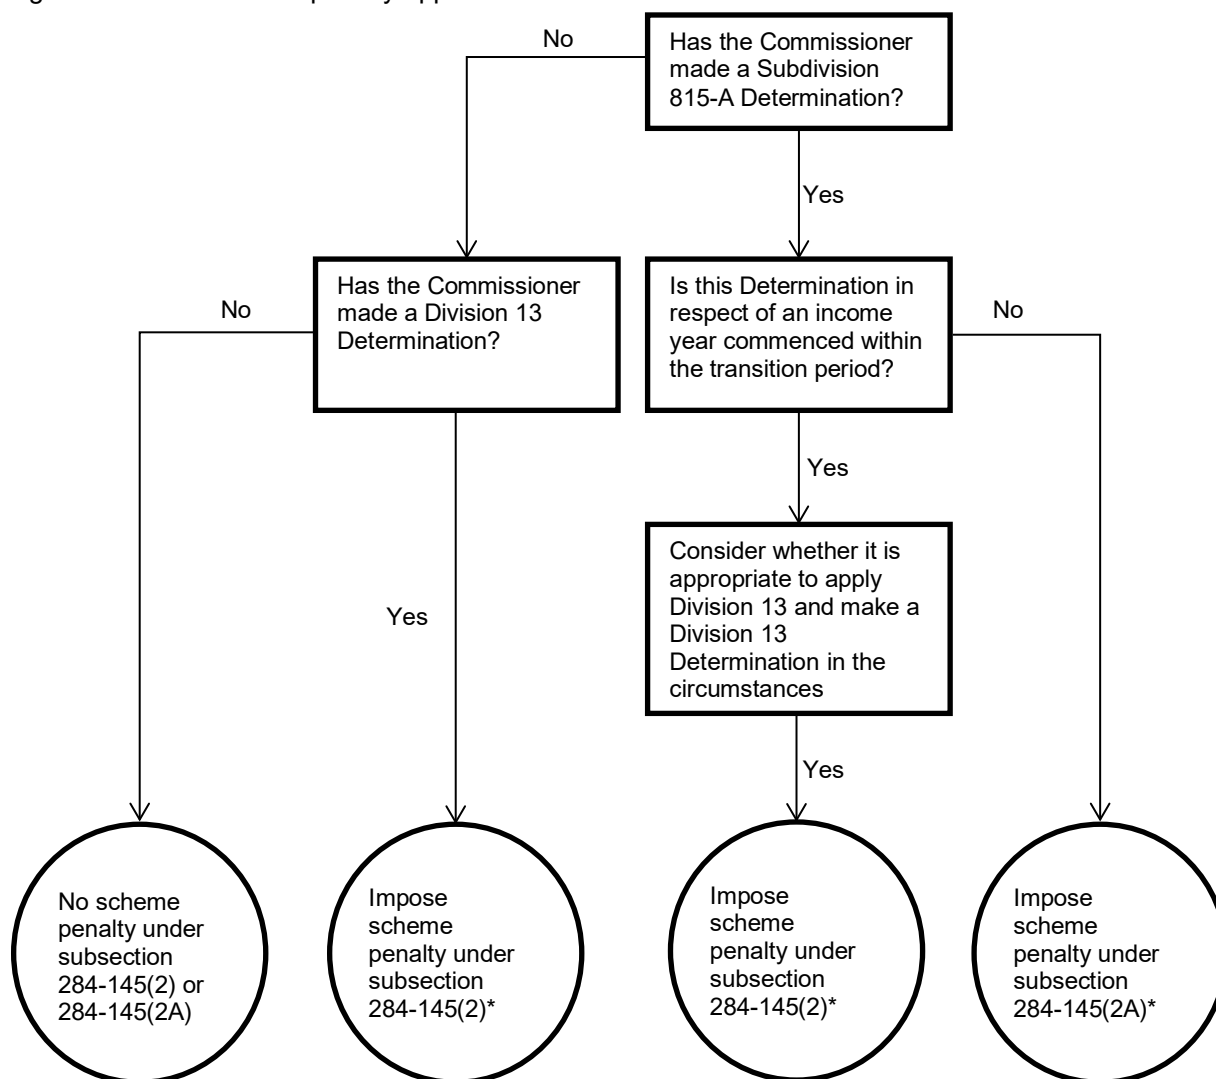 No
Has the Commissioner
made a Subdivision
815-A Determination?
Yes
No
Has the Commissioner
made a Division 13
Determination?
Is this Determination in
respect of an income
year commenced within
the transition period?
No
Yes
Yes
Consider whether it is
appropriate to apply
Division 13 and make a
Division 13
Determination in the
circumstances
Yes
No scheme
penalty under
subsection
284-145(2) or
284-145(2A)
Impose
scheme
penalty under
subsection
284-145(2)*
Impose
scheme
penalty under
subsection
284-145(2)*
Impose
scheme
penalty under
subsection
284-145(2A)*